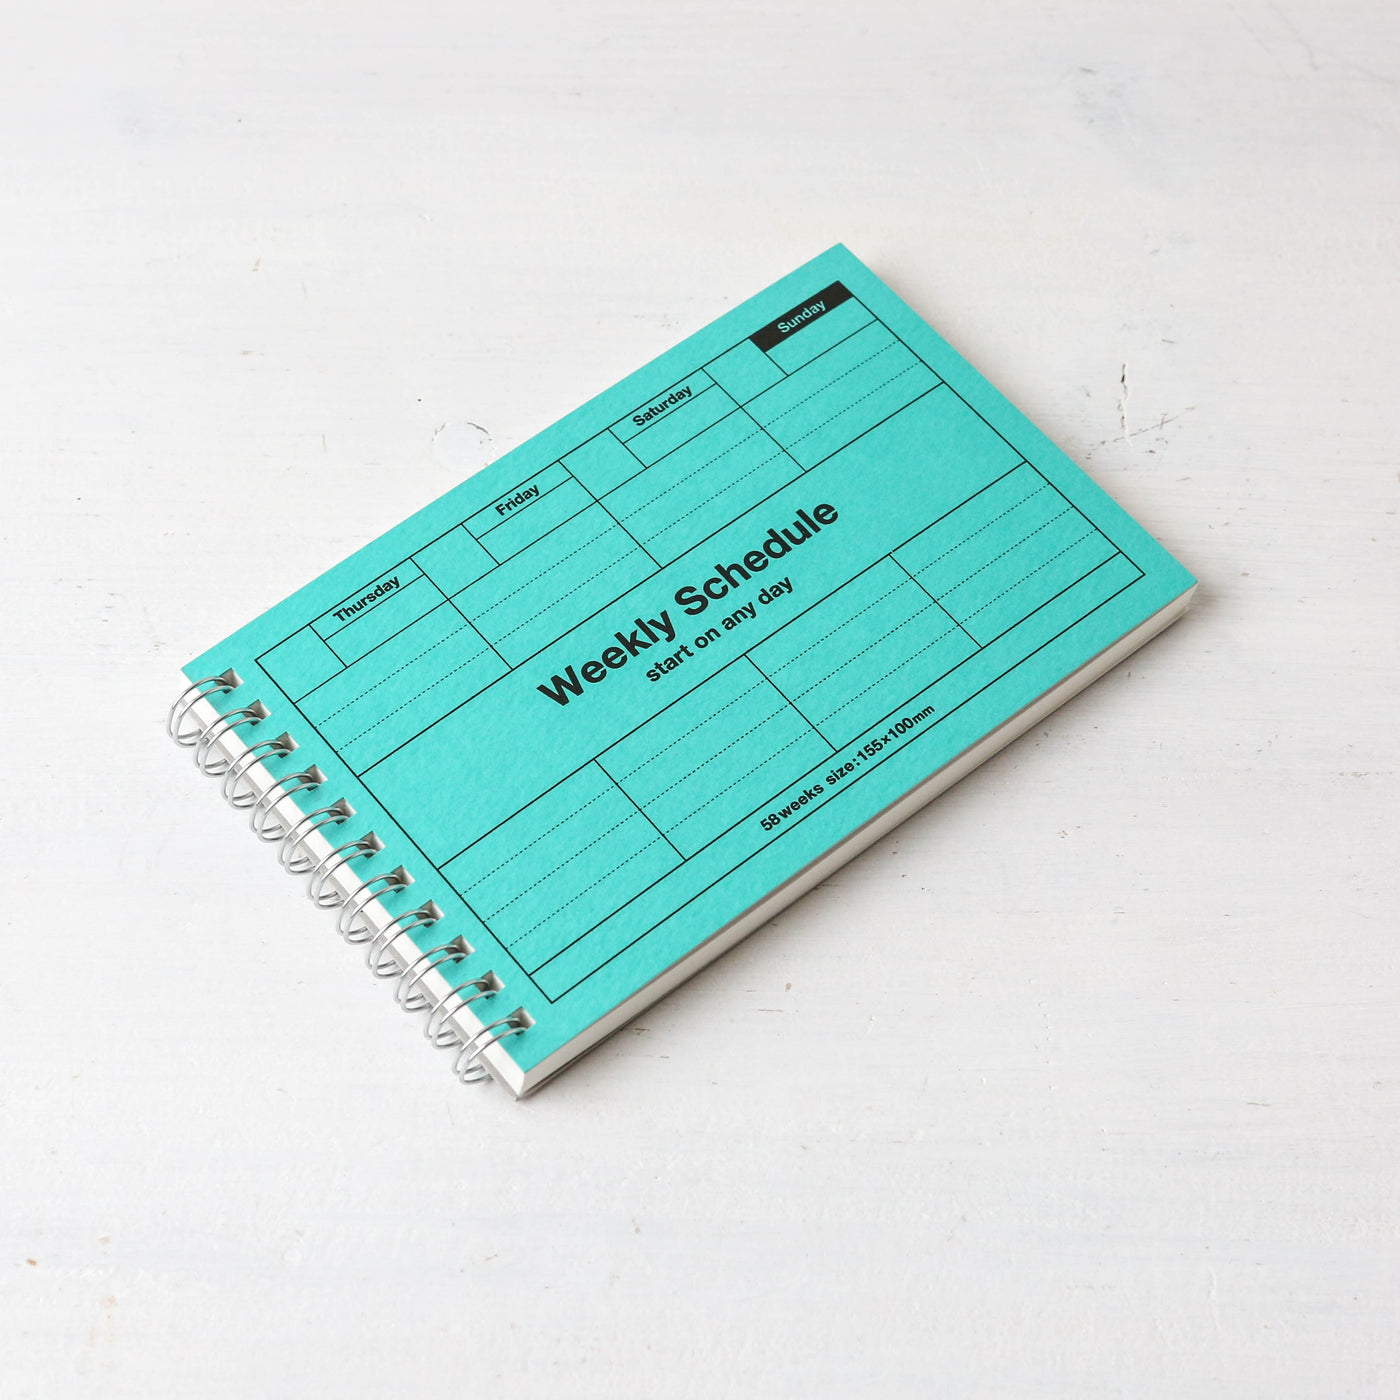 Thursday
Friday
Saturday
Sunday
Weekly Schedule
start on any day
58weeks size:155×100mm